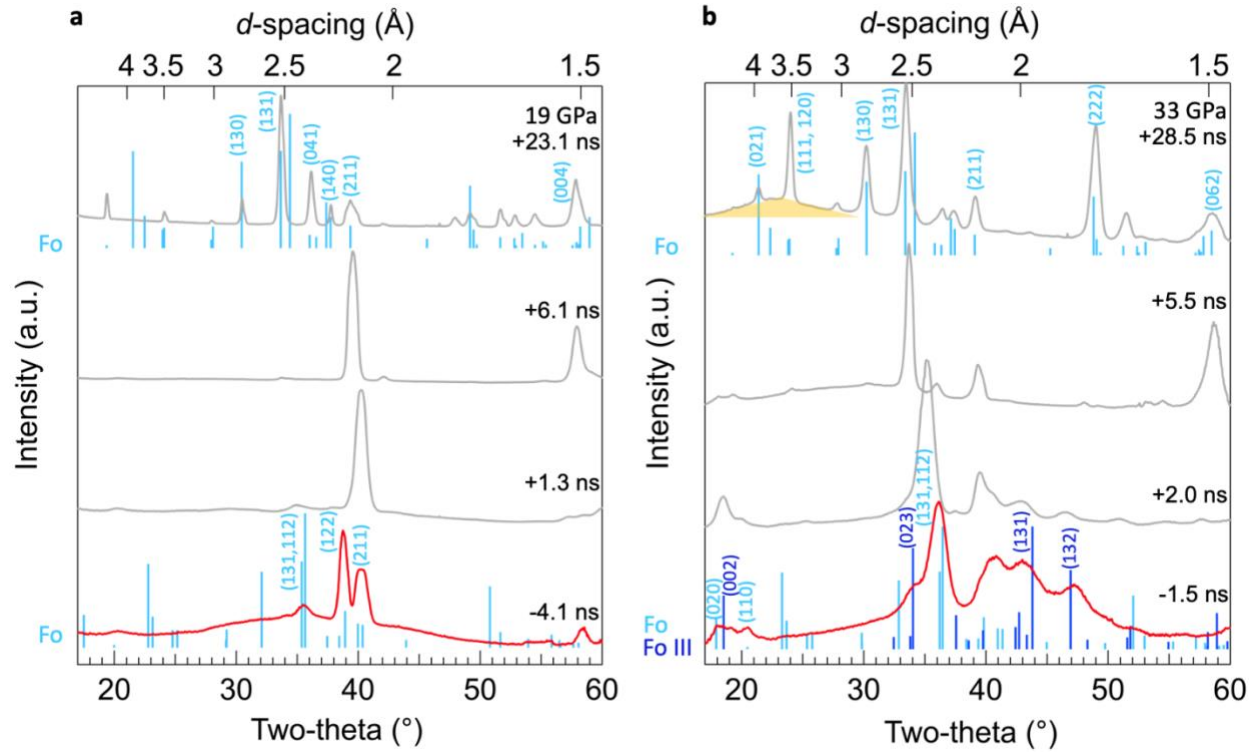 a
d-spacing (Å)
4 3.5 3 2.5 2 1.5
19 GPa
+23.1 ns
(130)
(131)
(041)
(140)
(211)
(004)
Fo
+6.1 ns
+1.3 ns
(131,112)
(122)
(211)
-4.1 ns
Fo
Intensity (a.u.)
20 30 40 50 60
Two-theta (°)
b
d-spacing (Å)
4 3.5 3 2.5 2 1.5
33 GPa
+28.5 ns
(021)
(111, 120)
(130)
(131)
(211)
(222)
(062)
Fo
+5.5 ns
+2.0 ns
(131,112)
(020)
(002)
(110)
(023)
(131)
(132)
-1.5 ns
Fo
Fo III
Intensity (a.u.)
20 30 40 50 60
Two-theta (°)